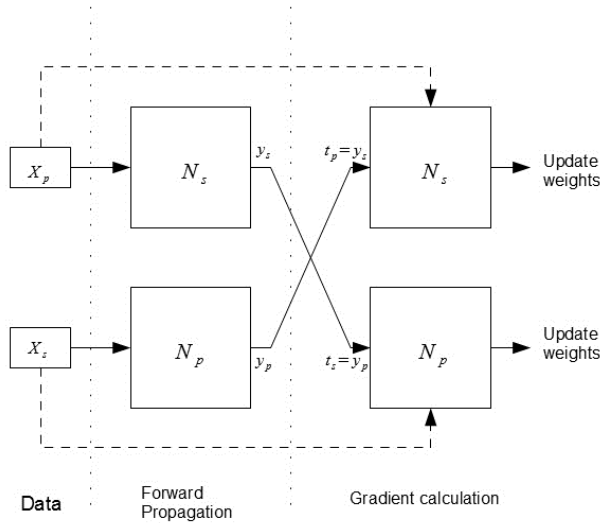 X_p
N_s
y_s
t_p=y_s
N_s
Update
weights
X_s
N_p
y_p
t_s=y_p
N_p
Update
weights
Data
Forward
Propagation
Gradient calculation